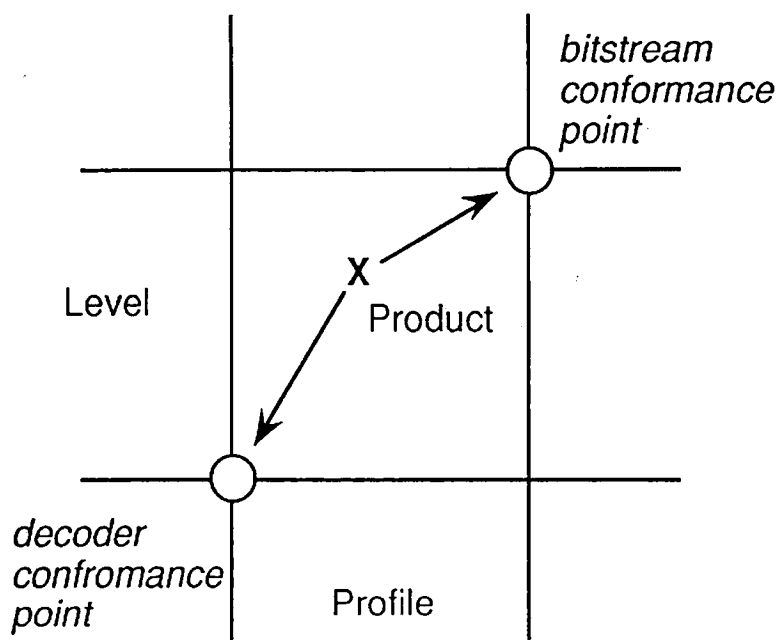 bitstream
conformance
point
X
Level
Product
decoder
confromance
point
Profile